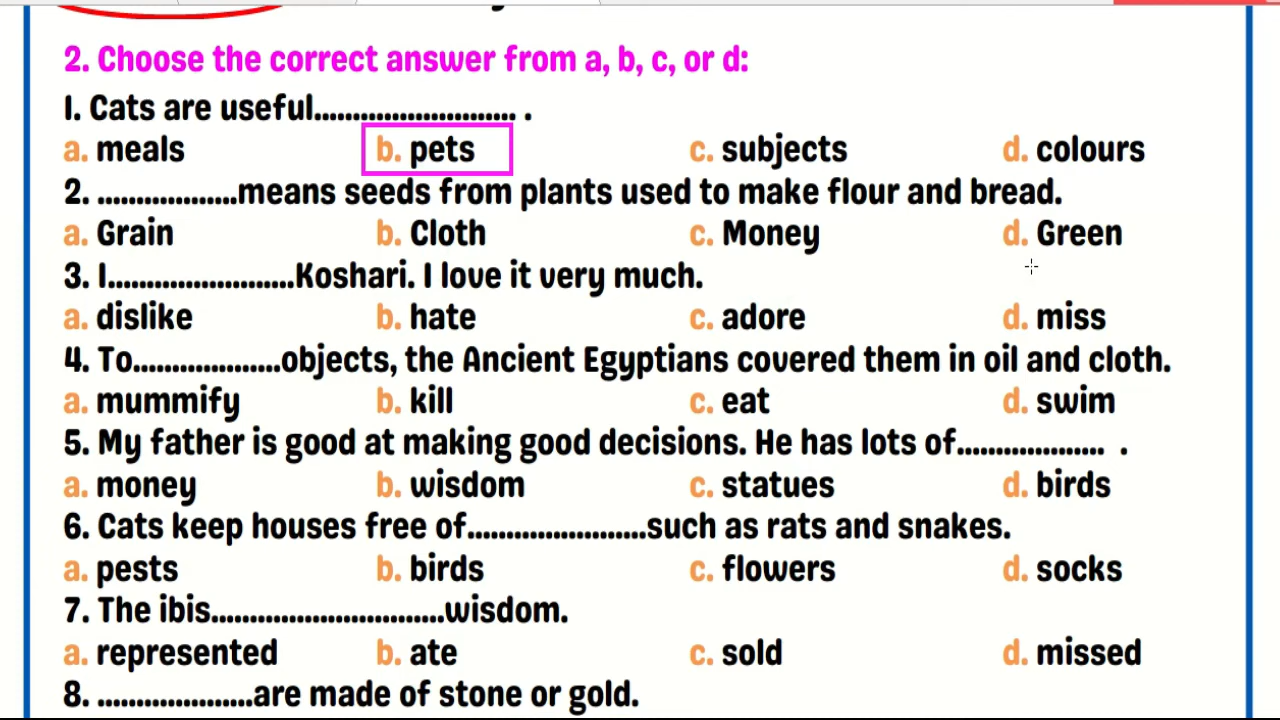 2. Choose the correct answer from a, b, c, or d:
1. Cats are useful.......................... .
a. meals b. pets c. subjects d. colours
2. ..................means seeds from plants used to make flour and bread.
a. Grain b. Cloth c. Money d. Green
3. I........................Koshari. I love it very much.
a. dislike b. hate c. adore d. miss
4. To...................objects, the Ancient Egyptians covered them in oil and cloth.
a. mummify b. kill c. eat d. swim
5. My father is good at making good decisions. He has lots of................... .
a. money b. wisdom c. statues d. birds
6. Cats keep houses free of.......................such as rats and snakes.
a. pests b. birds c. flowers d. socks
7. The ibis..............................wisdom.
a. represented b. ate c. sold d. missed
8. ....................are made of stone or gold.